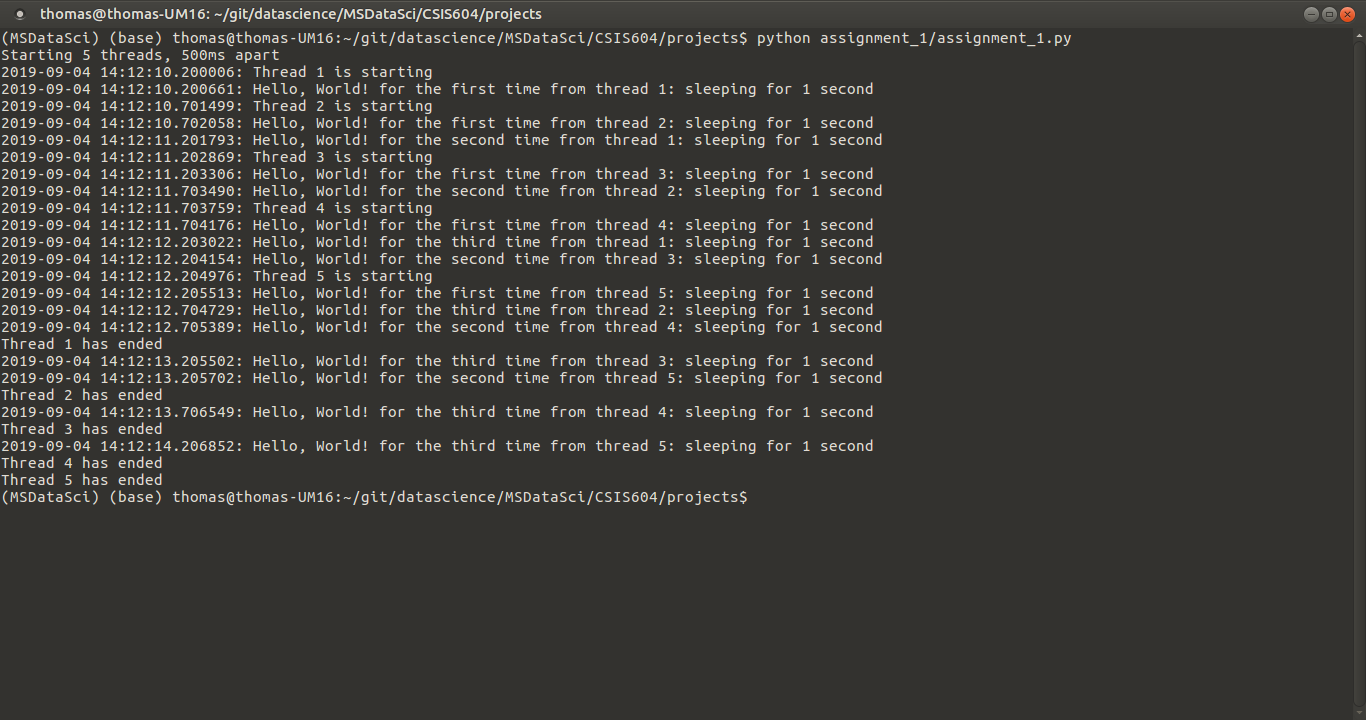 thomas@thomas-UM16: ~/git/datascience/MSDataSci/CSIS604/projects
(MSDataSci) (base) thomas@thomas-UM16:~/git/datascience/MSDataSci/CSIS604/projects$ python assignment_1/assignment_1.py
Starting 5 threads, 500ms apart
2019-09-04 14:12:10.200006: Thread 1 is starting
2019-09-04 14:12:10.200661: Hello, World! for the first time from thread 1: sleeping for 1 second
2019-09-04 14:12:10.701499: Thread 2 is starting
2019-09-04 14:12:10.702058: Hello, World! for the first time from thread 2: sleeping for 1 second
2019-09-04 14:12:11.201793: Hello, World! for the second time from thread 1: sleeping for 1 second
2019-09-04 14:12:11.202869: Thread 3 is starting
2019-09-04 14:12:11.203306: Hello, World! for the first time from thread 3: sleeping for 1 second
2019-09-04 14:12:11.703490: Hello, World! for the second time from thread 2: sleeping for 1 second
2019-09-04 14:12:11.703759: Thread 4 is starting
2019-09-04 14:12:11.704176: Hello, World! for the first time from thread 4: sleeping for 1 second
2019-09-04 14:12:12.203022: Hello, World! for the third time from thread 1: sleeping for 1 second
2019-09-04 14:12:12.204154: Hello, World! for the second time from thread 3: sleeping for 1 second
2019-09-04 14:12:12.204976: Thread 5 is starting
2019-09-04 14:12:12.205513: Hello, World! for the first time from thread 5: sleeping for 1 second
2019-09-04 14:12:12.704729: Hello, World! for the third time from thread 2: sleeping for 1 second
2019-09-04 14:12:12.705389: Hello, World! for the second time from thread 4: sleeping for 1 second
Thread 1 has ended
2019-09-04 14:12:13.205502: Hello, World! for the third time from thread 3: sleeping for 1 second
2019-09-04 14:12:13.205702: Hello, World! for the second time from thread 5: sleeping for 1 second
Thread 2 has ended
2019-09-04 14:12:13.706549: Hello, World! for the third time from thread 4: sleeping for 1 second
Thread 3 has ended
2019-09-04 14:12:14.206852: Hello, World! for the third time from thread 5: sleeping for 1 second
Thread 4 has ended
Thread 5 has ended
(MSDataSci) (base) thomas@thomas-UM16:~/git/datascience/MSDataSci/CSIS604/projects$